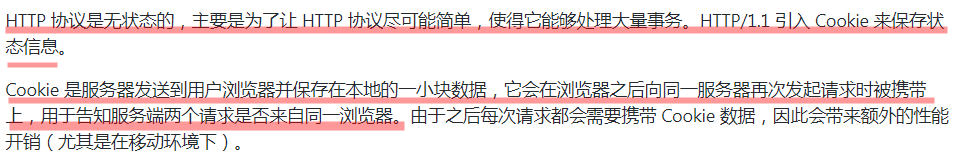 HTTP 协议是无状态的，主要是为了让 HTTP 协议尽可能简单，使得它能够处理大量事务。HTTP/1.1 引入 Cookie 来保存状
态信息。
Cookie 是服务器发送到用户浏览器并保存在本地的一小块数据，它会在浏览器之后向同一服务器再次发起请求时被携带
上，用于告知服务端两个请求是否来自同一浏览器。由于之后每次请求都会需要携带 Cookie 数据，因此会带来额外的性能
开销（尤其是在移动环境下）。